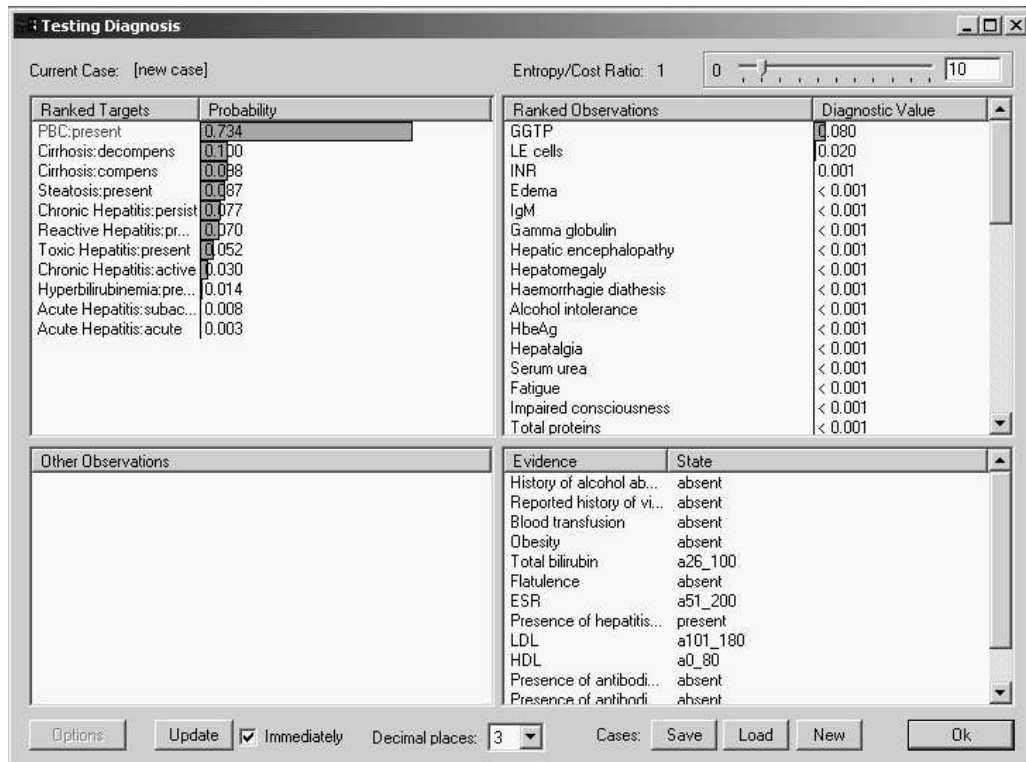 Testing Diagnosis
Current Case: [new case]
Entropy/Cost Ratio: 1 0 10
Ranked Targets Probability
PBC:present 0.734
Cirrhosis:decompens 0.100
Cirrhosis:compens 0.098
Steatosis:present 0.087
Chronic Hepatitis:persist 0.077
Reactive Hepatitis:pr... 0.070
Toxic Hepatitis:present 0.052
Chronic Hepatitis:active 0.030
Hyperbilirubinemia:pre... 0.014
Acute Hepatitis:subac... 0.008
Acute Hepatitis:acute 0.003
Ranked Observations Diagnostic Value
GGTP 0.080
LE cells 0.020
INR 0.001
Edema < 0.001
IgM < 0.001
Gamma globulin < 0.001
Hepatic encephalopathy < 0.001
Hepatomegaly < 0.001
Haemorrhagie diathesis < 0.001
Alcohol intolerance < 0.001
HbeAg < 0.001
Hepatalgia < 0.001
Serum urea < 0.001
Fatigue < 0.001
Impaired consciousness < 0.001
Total proteins < 0.001
Other Observations
Evidence State
History of alcohol ab... absent
Reported history of vi... absent
Blood transfusion absent
Obesity absent
Total bilirubin a26_100
Flatulence absent
ESR a51_200
Presence of hepatitis... present
LDL a101_180
HDL a0_80
Presence of antibodi... absent
Presence of antibodi... absent
Options Update Immediately Decimal places: 3 Cases: Save Load New Ok